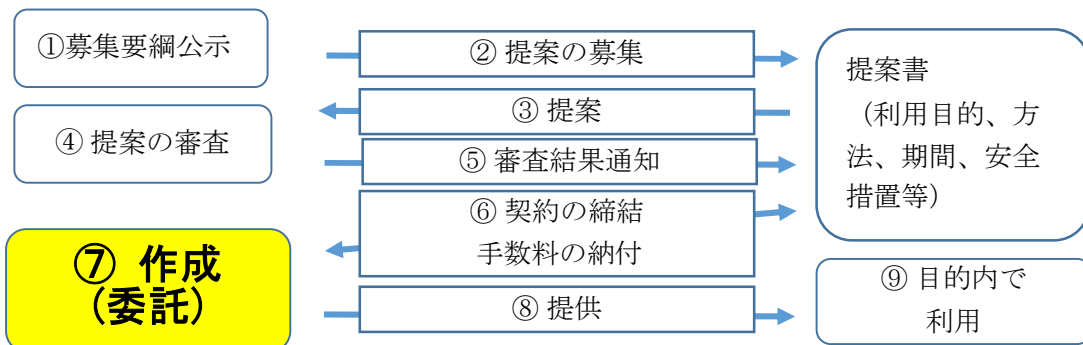 ①募集要綱公示
② 提案の募集
③ 提案
④ 提案の審査
⑤ 審査結果通知
⑥ 契約の締結
手数料の納付
提案書
（利用目的、方
法、期間、安全
措置等）
⑦ 作成
（委託）
⑧ 提供
⑨ 目的内で
利用